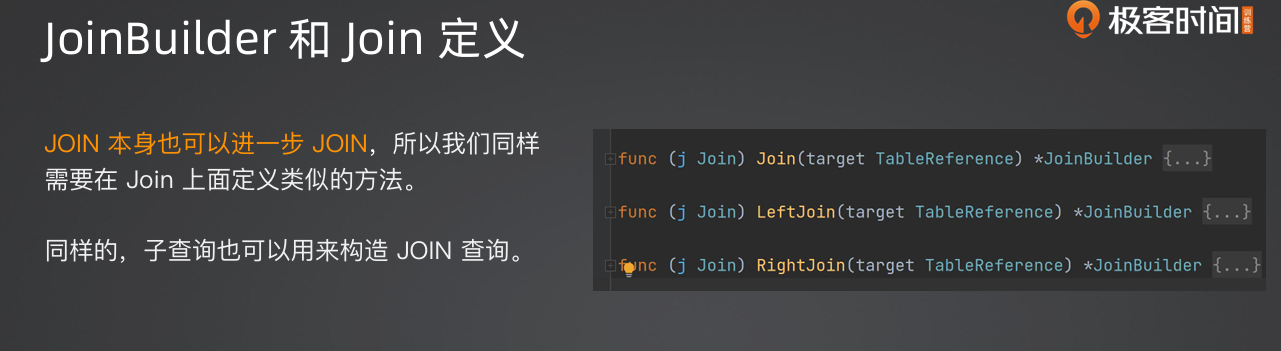 JoinBuilder 和 Join 定义
极客时间 训练营
JOIN 本身也可以进一步 JOIN，所以我们同样
需要在 Join 上面定义类似的方法。
同样的，子查询也可以用来构造 JOIN 查询。
func (j Join) Join(target TableReference) *JoinBuilder {...}
func (j Join) LeftJoin(target TableReference) *JoinBuilder {...}
func (j Join) RightJoin(target TableReference) *JoinBuilder {...}